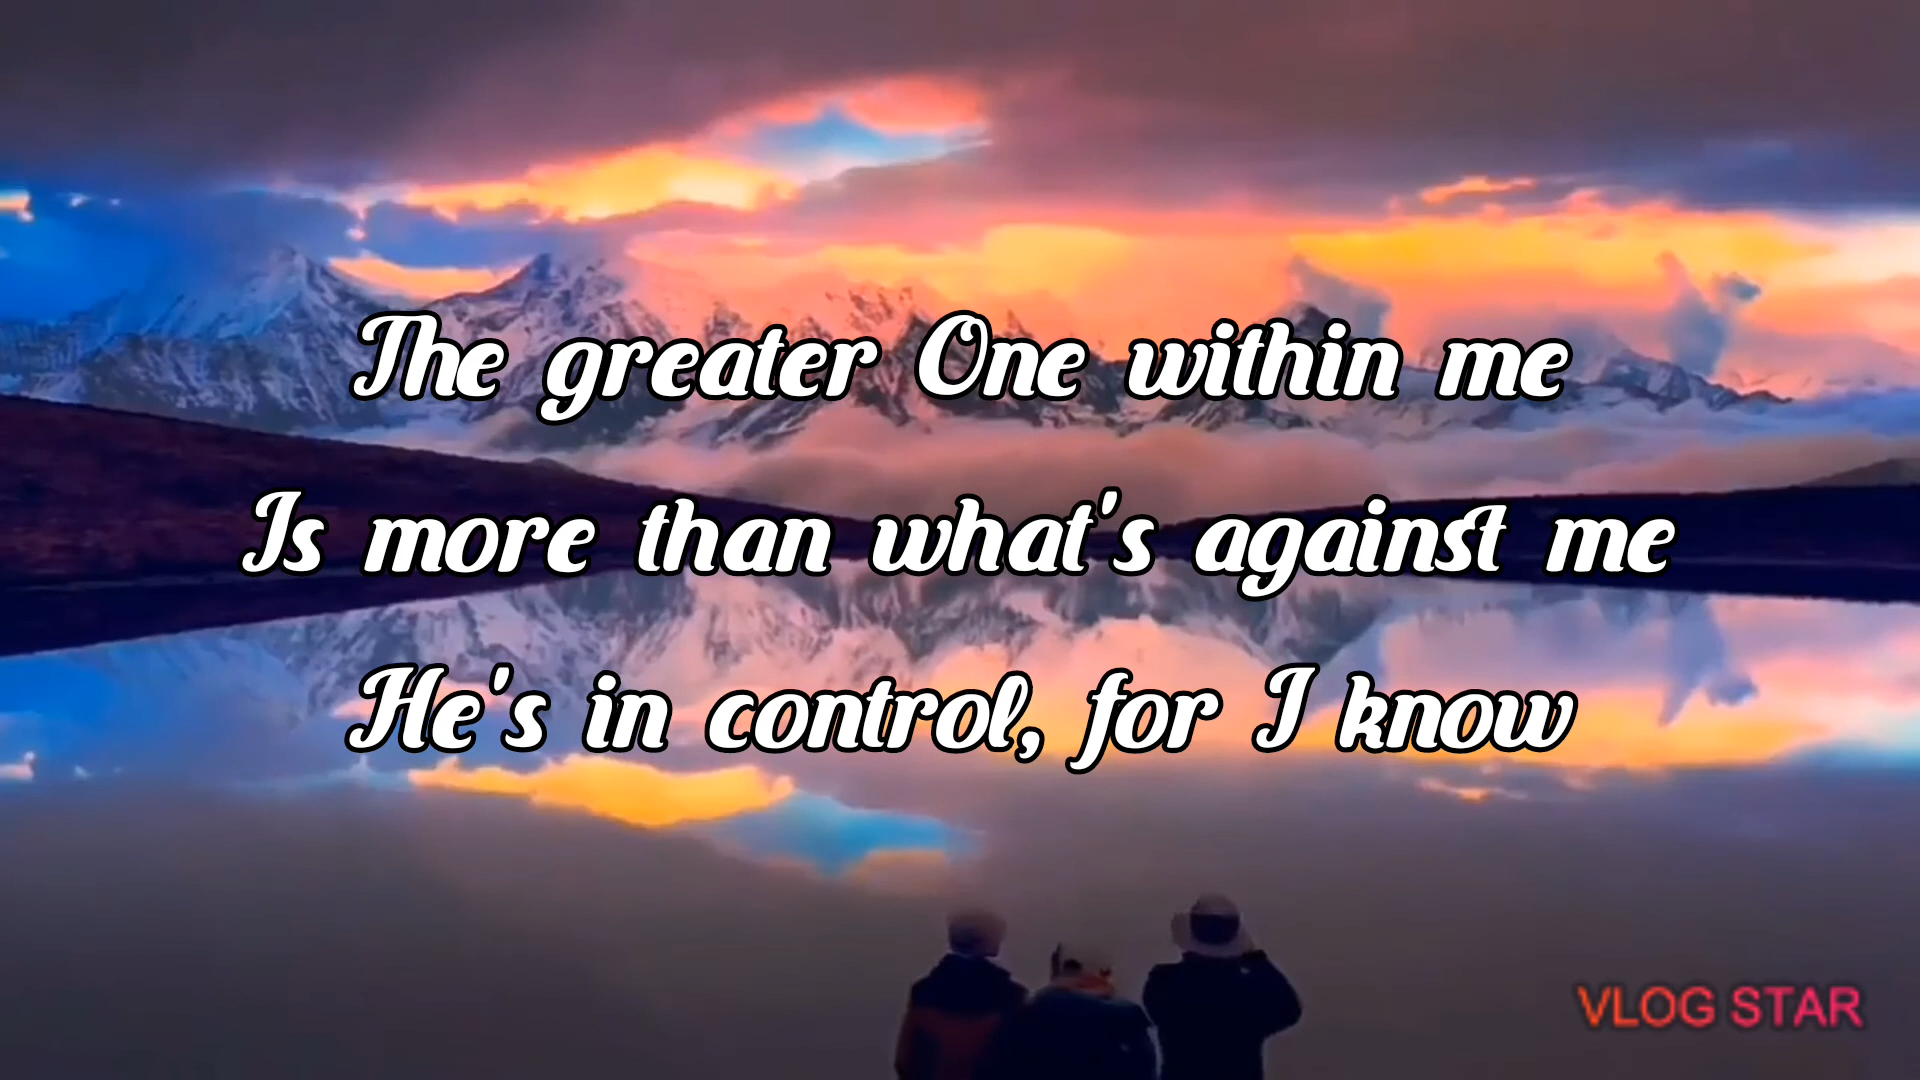 The greater One within me
Is more than what's against me
He's in control, for I know
VLOG STAR